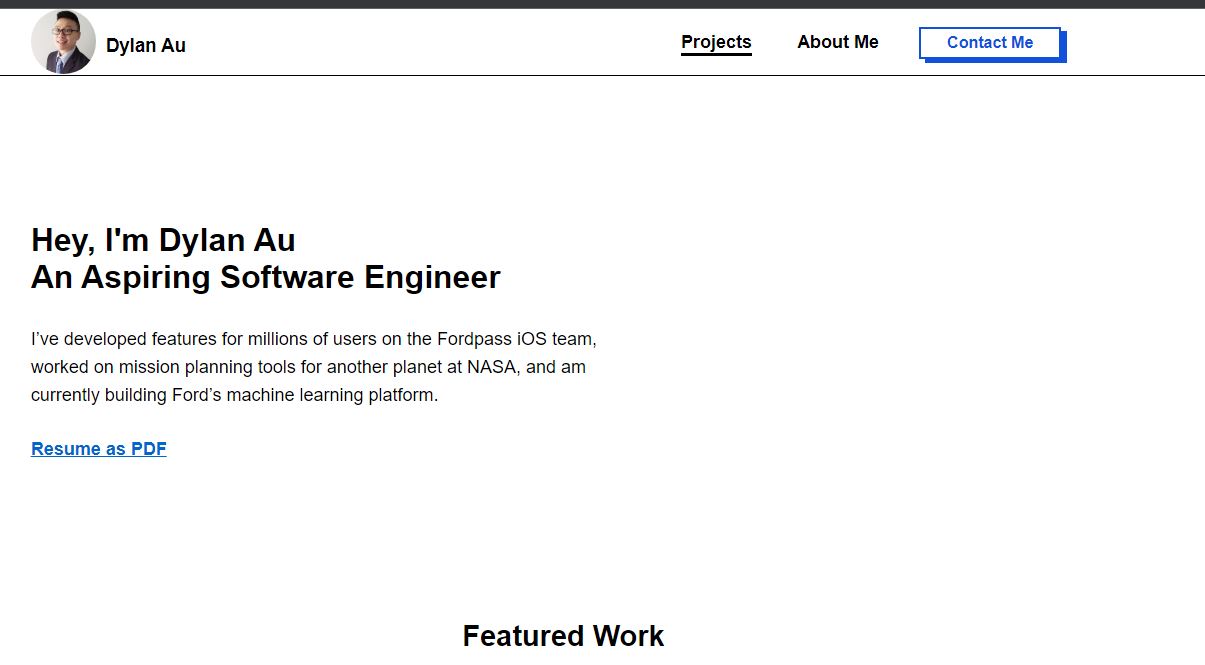 Dylan Au
Projects
About Me
Contact Me
Hey, I'm Dylan Au
An Aspiring Software Engineer
I’ve developed features for millions of users on the Fordpass iOS team,
worked on mission planning tools for another planet at NASA, and am
currently building Ford’s machine learning platform.
Resume as PDF
Featured Work